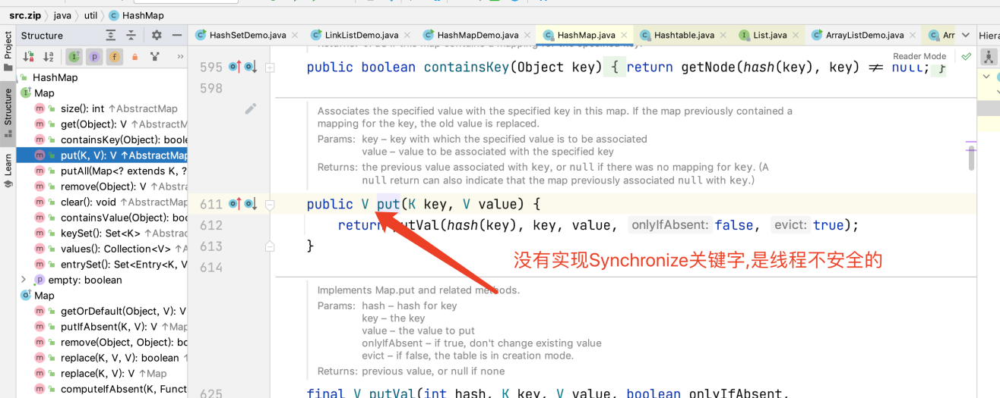 src.zip java util HashMap
Project
Structure
Learn
Structure
HashMap
Map
size(): int ↑AbstractMap
get(Object): V ↑AbstractM
containsKey(Object): boole
put(K, V): V ↑AbstractMap
putAll(Map<? extends K, ?
remove(Object): V ↑Abstra
clear(): void ↑AbstractMap
containsValue(Object): boo
keySet(): Set<K> ↑Abstrac
values(): Collection<V> ↑A
entrySet(): Set<Entry<K, V
empty: boolean
Map
getOrDefault(Object, V): V
putIfAbsent(K, V): V ↑Map
remove(Object, Object): bo
replace(K, V, V): boolean ↑
replace(K, V): V ↑Map
computeIfAbsent(K, Funct
HashSetDemo.java LinkListDemo.java HashMapDemo.java HashMap.java Hashtable.java List.java ArrayListDemo.java Arr
Hiera
Reader Mode
595 public boolean containsKey(Object key) { return getNode(hash(key), key) ≠ null; }
598
Associates the specified value with the specified key in this map. If the map previously contained a
mapping for the key, the old value is replaced.
Params: key – key with which the specified value is to be associated
value – value to be associated with the specified key
Returns: the previous value associated with key, or null if there was no mapping for key. (A
null return can also indicate that the map previously associated null with key.)
611 public V put(K key, V value) {
612 return putVal(hash(key), key, value, onlyIfAbsent: false, evict: true);
613 }
没有实现Synchronize关键字,是线程不安全的
614
Implements Map.put and related methods.
Params: hash – hash for key
key – the key
value – the value to put
onlyIfAbsent – if true, don't change existing value
evict – if false, the table is in creation mode.
Returns: previous value, or null if none
625 final V putVal(int hash, K key, V value, boolean onlyIfAbsent,